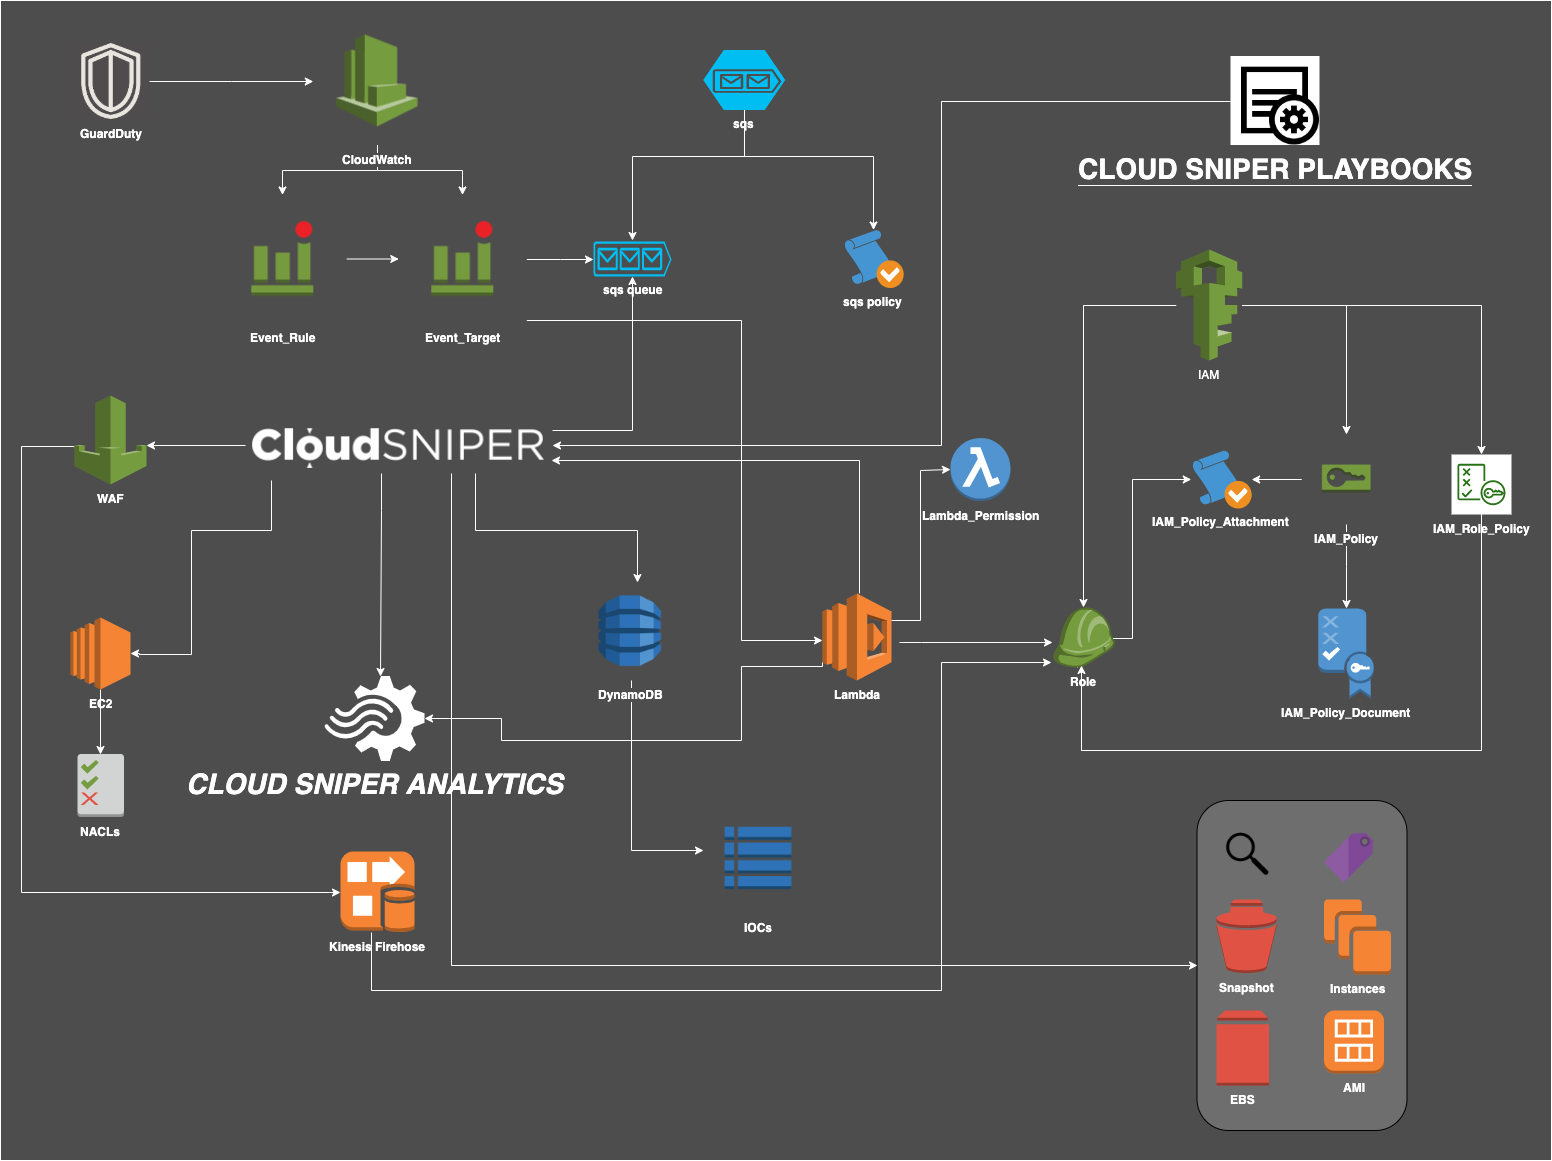 GuardDuty
CloudWatch
sqs
CLOUD SNIPER PLAYBOOKS
Event_Rule
Event_Target
sqs queue
sqs policy
IAM
WAF
CloudSNIPER
Lambda_Permission
IAM_Policy_Attachment
IAM_Policy
IAM_Role_Policy
EC2
DynamoDB
Lambda
Role
IAM_Policy_Document
CLOUD SNIPER ANALYTICS
NACLs
Kinesis Firehose
IOCs
Snapshot
Instances
EBS
AMI